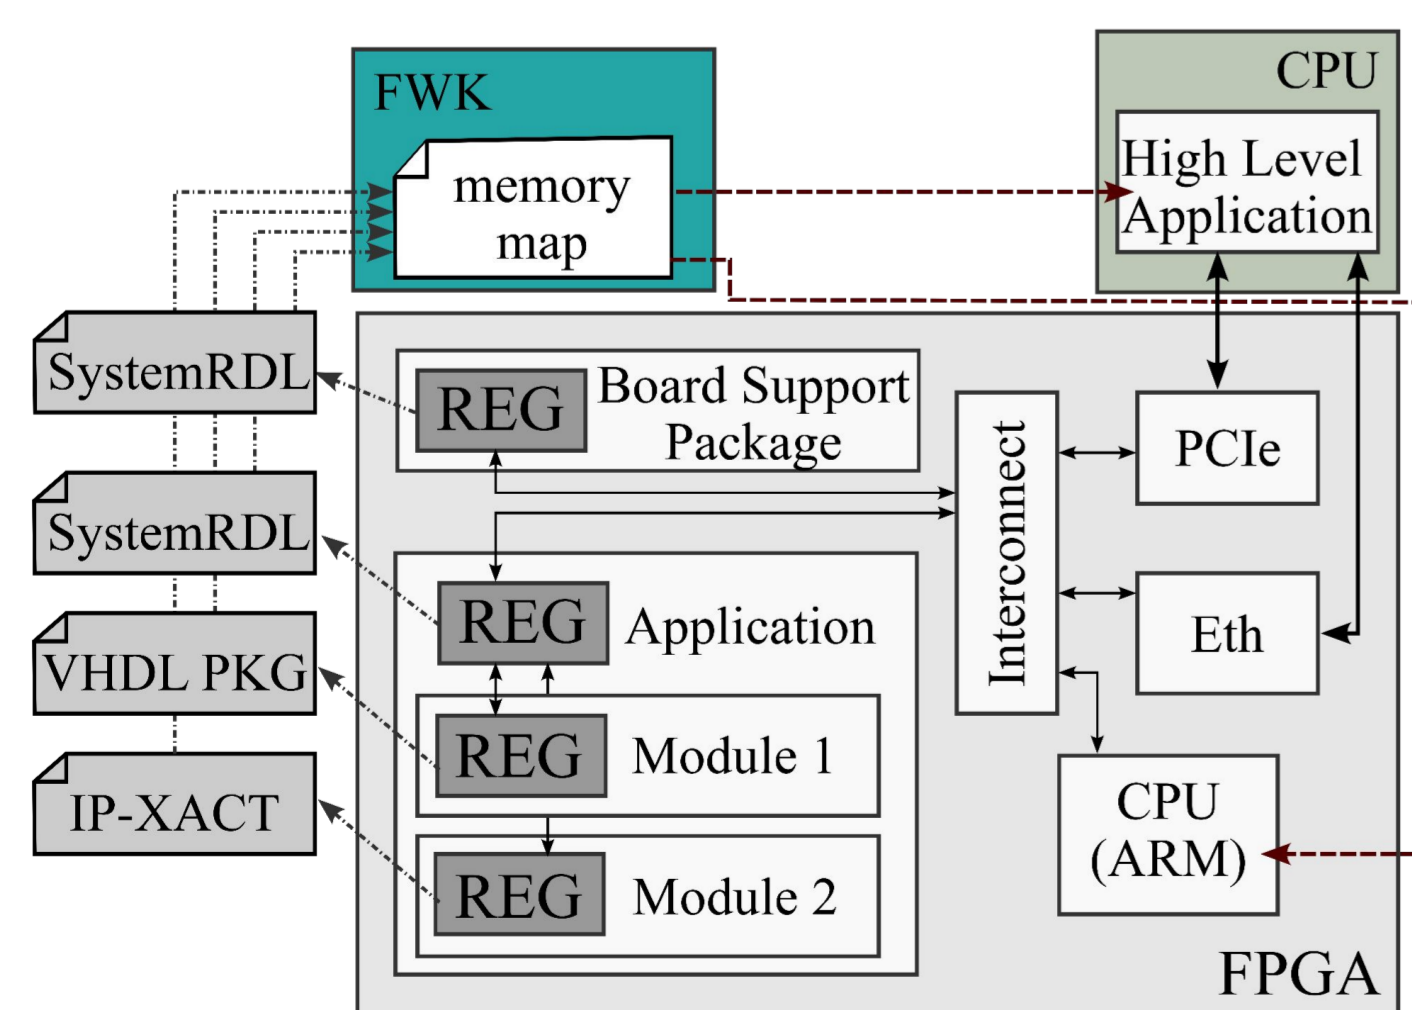 FWK
memory
map
CPU
High Level
Application
SystemRDL
SystemRDL
VHDL PKG
IP-XACT
REG
Board Support
Package
REG
Application
REG
Module 1
REG
Module 2
Interconnect
PCIe
Eth
CPU
(ARM)
FPGA